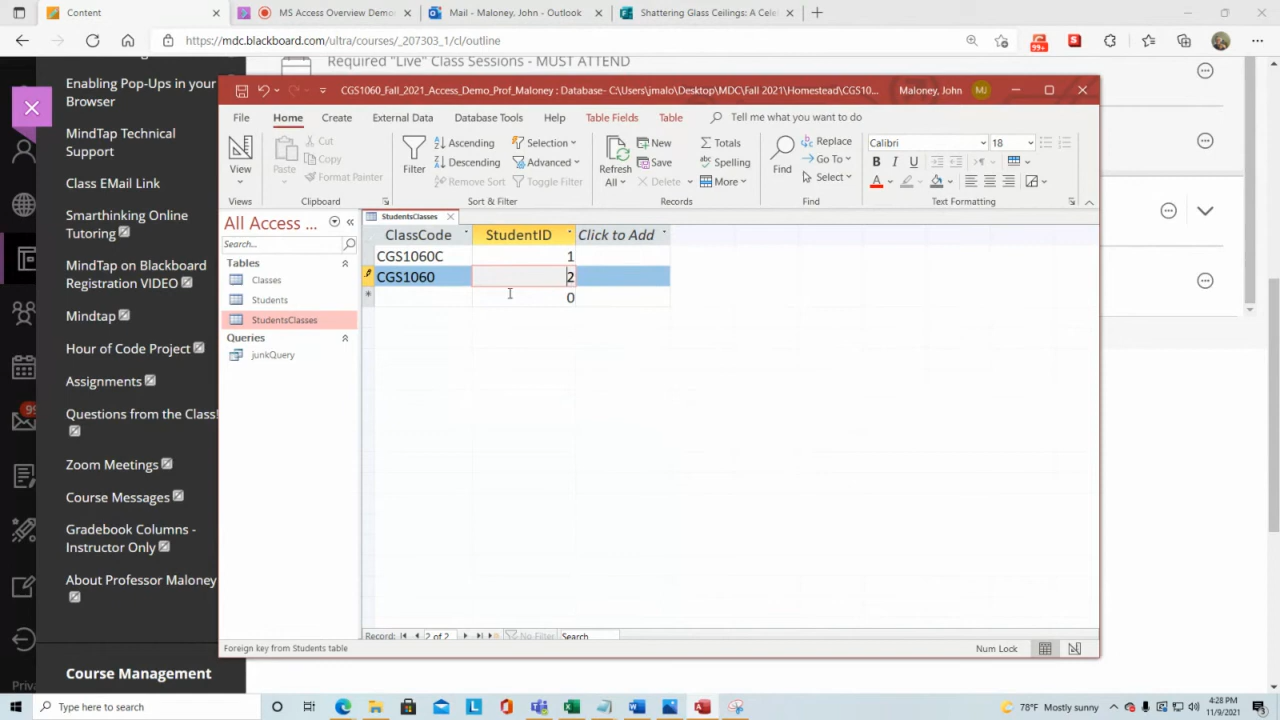 Content
MS Access Overview Demo
Mail - Maloney, John - Outlook
Shattering Glass Ceilings: A Cele
https://mdc.blackboard.com/ultra/courses/_207303_1/cl/outline
99+
Required "Live" Class Sessions - MUST ATTEND
Enabling Pop-Ups in your
Browser
MindTap Technical
Support
Class EMail Link
Smarthinking Online
Tutoring
MindTap on Blackboard
Registration VIDEO
Mindtap
Hour of Code Project
Assignments
Questions from the Class!
Zoom Meetings
Course Messages
Gradebook Columns -
Instructor Only
About Professor Maloney
Course Management
99
Priva
CGS1060_Fall_2021_Access_Demo_Prof_Maloney : Database- C:\Users\jmalo\Desktop\MDC\Fall 2021\Homestead\CGS10...
Maloney, John
MJ
File Home Create External Data Database Tools Help Table Fields Table Tell me what you want to do
View
Views
Paste
Cut
Copy
Format Painter
Clipboard
Filter
Ascending
Descending
Remove Sort
Selection
Advanced
Toggle Filter
Sort & Filter
Refresh
All
New
Save
Delete
Totals
Spelling
More
Records
Find
Replace
Go To
Select
Find
Calibri
18
B I U
Text Formatting
All Access ...
Search...
Tables
Classes
Students
StudentsClasses
Queries
junkQuery
StudentsClasses
ClassCode StudentID Click to Add
CGS1060C 1
CGS1060 2
* 0
Record: 2 of 2 No Filter Search
Foreign key from Students table
Num Lock
Type here to search
78°F Mostly sunny
4:28 PM
11/9/2021